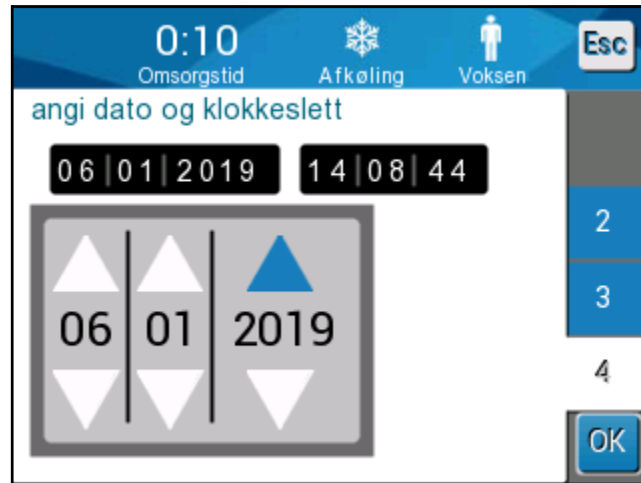 0:10 Esc
Omsorgstid Afkøling Voksen
angi dato og klokkeslett
06|01|2019 14|08|44
2
06 01 2019
3
4
OK